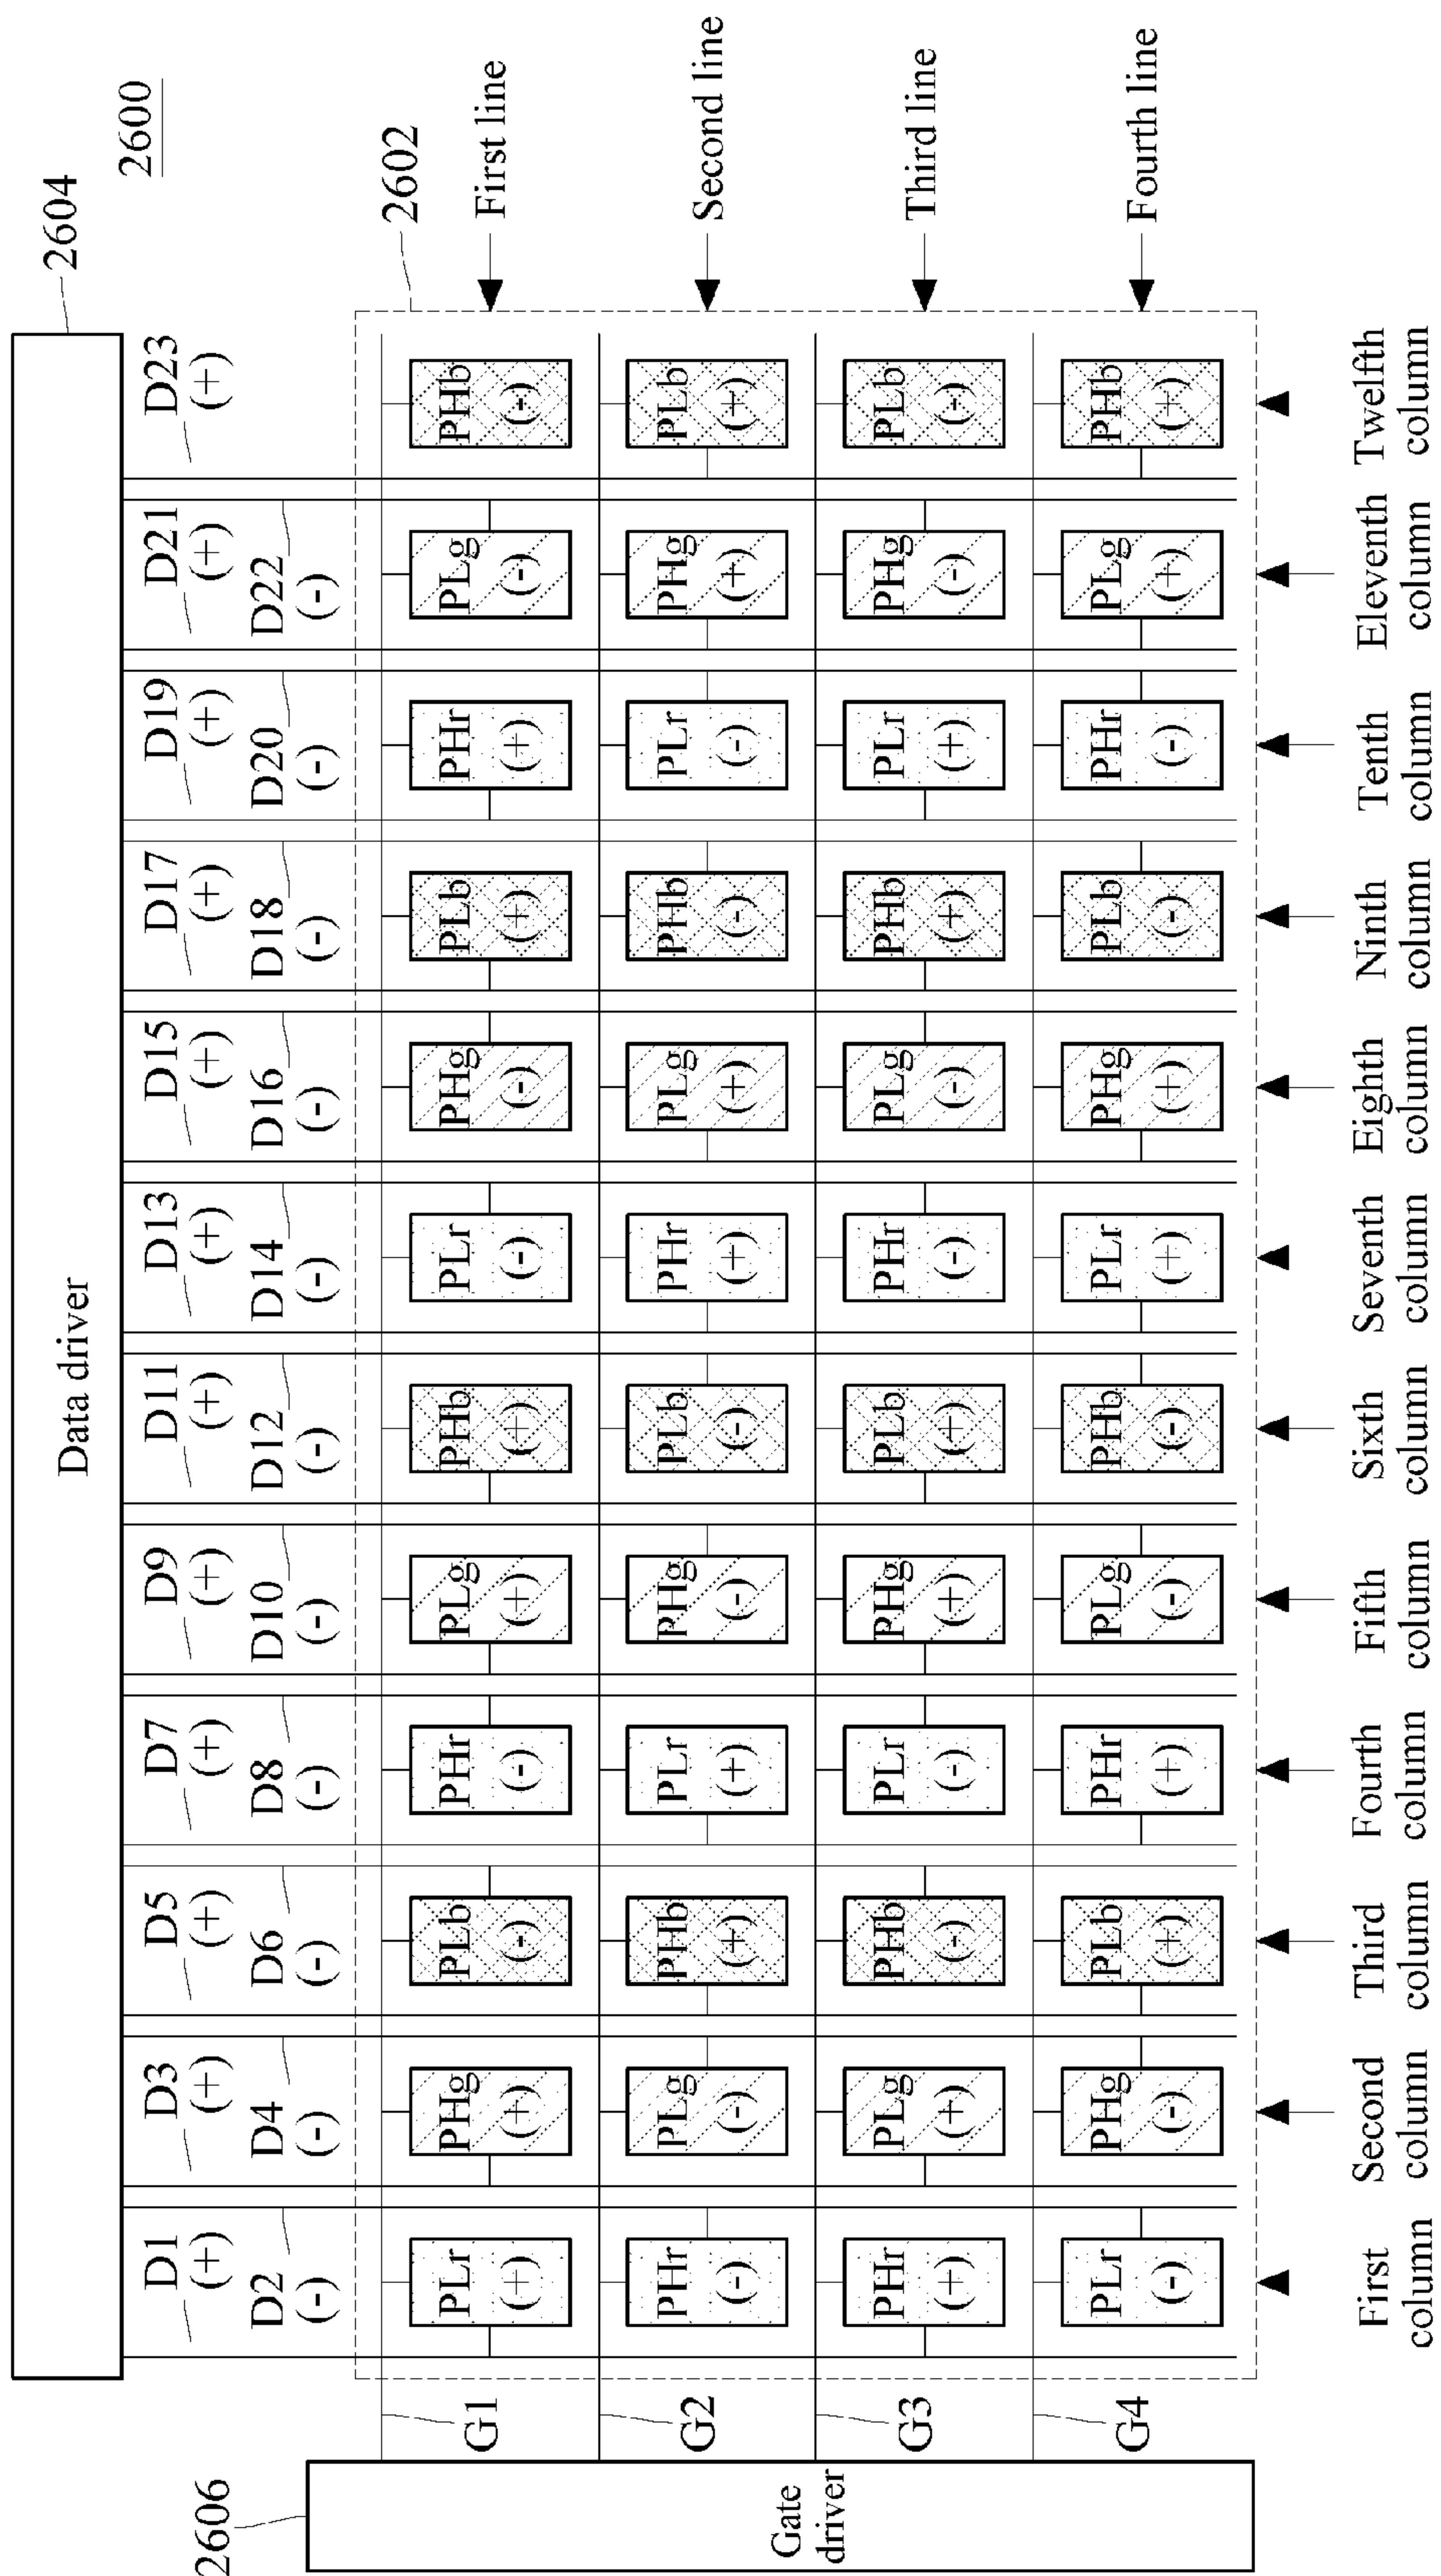 2600
2604
Data driver
D1 D3 D5 D7 D9 D11 D13 D15 D17 D19 D21 D23
(+) (+) (+) (+) (+) (+) (+) (+) (+) (+) (+) (+)
D2 D4 D6 D8 D10 D12 D14 D16 D18 D20 D22
(-) (-) (-) (-) (-) (-) (-) (-) (-) (-) (-)
2602
2606
Gate
driver
G1
PLr PHg PLb PHr PLg PHb PLr PHg PLb PHr PLg PHb
(+) (+) (-) (-) (+) (+) (-) (-) (+) (+) (-) (-)
First line
G2
PHr PLg PHb PLr PHg PLb PHr PLg PHb PLr PHg PLb
(-) (-) (+) (+) (-) (-) (+) (+) (-) (-) (+) (+)
Second line
G3
PHr PLg PHb PLr PHg PLb PHr PLg PHb PLr PHg PLb
(+) (+) (-) (-) (+) (+) (-) (-) (+) (+) (-) (-)
Third line
G4
PLr PHg PLb PHr PLg PHb PLr PHg PLb PHr PLg PHb
(-) (-) (+) (+) (-) (-) (+) (+) (-) (-) (+) (+)
Fourth line
First Second Third Fourth Fifth Sixth Seventh Eighth Ninth Tenth Eleventh Twelfth
column column column column column column column column column column column column